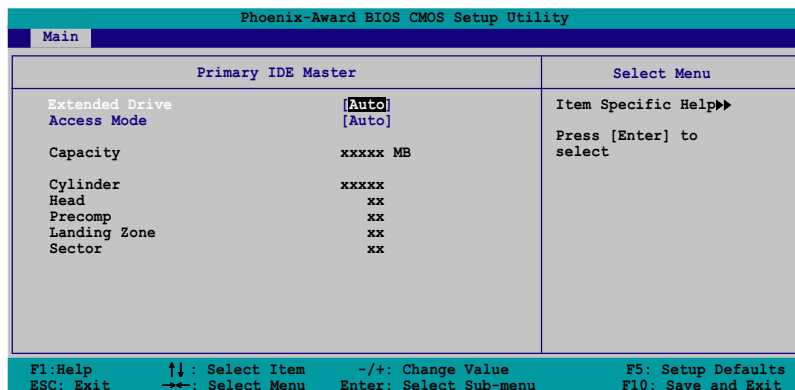 Phoenix-Award BIOS CMOS Setup Utility
Main
Primary IDE Master
Select Menu
Extended Drive [Auto]
Access Mode [Auto]
Capacity xxxxx MB
Cylinder xxxxx
Head xx
Precomp xx
Landing Zone xx
Sector xx
Item Specific Help▶▶
Press [Enter] to
select
F1:Help ↑↓ : Select Item -/+: Change Value F5: Setup Defaults
ESC: Exit →←: Select Menu Enter: Select Sub-menu F10: Save and Exit